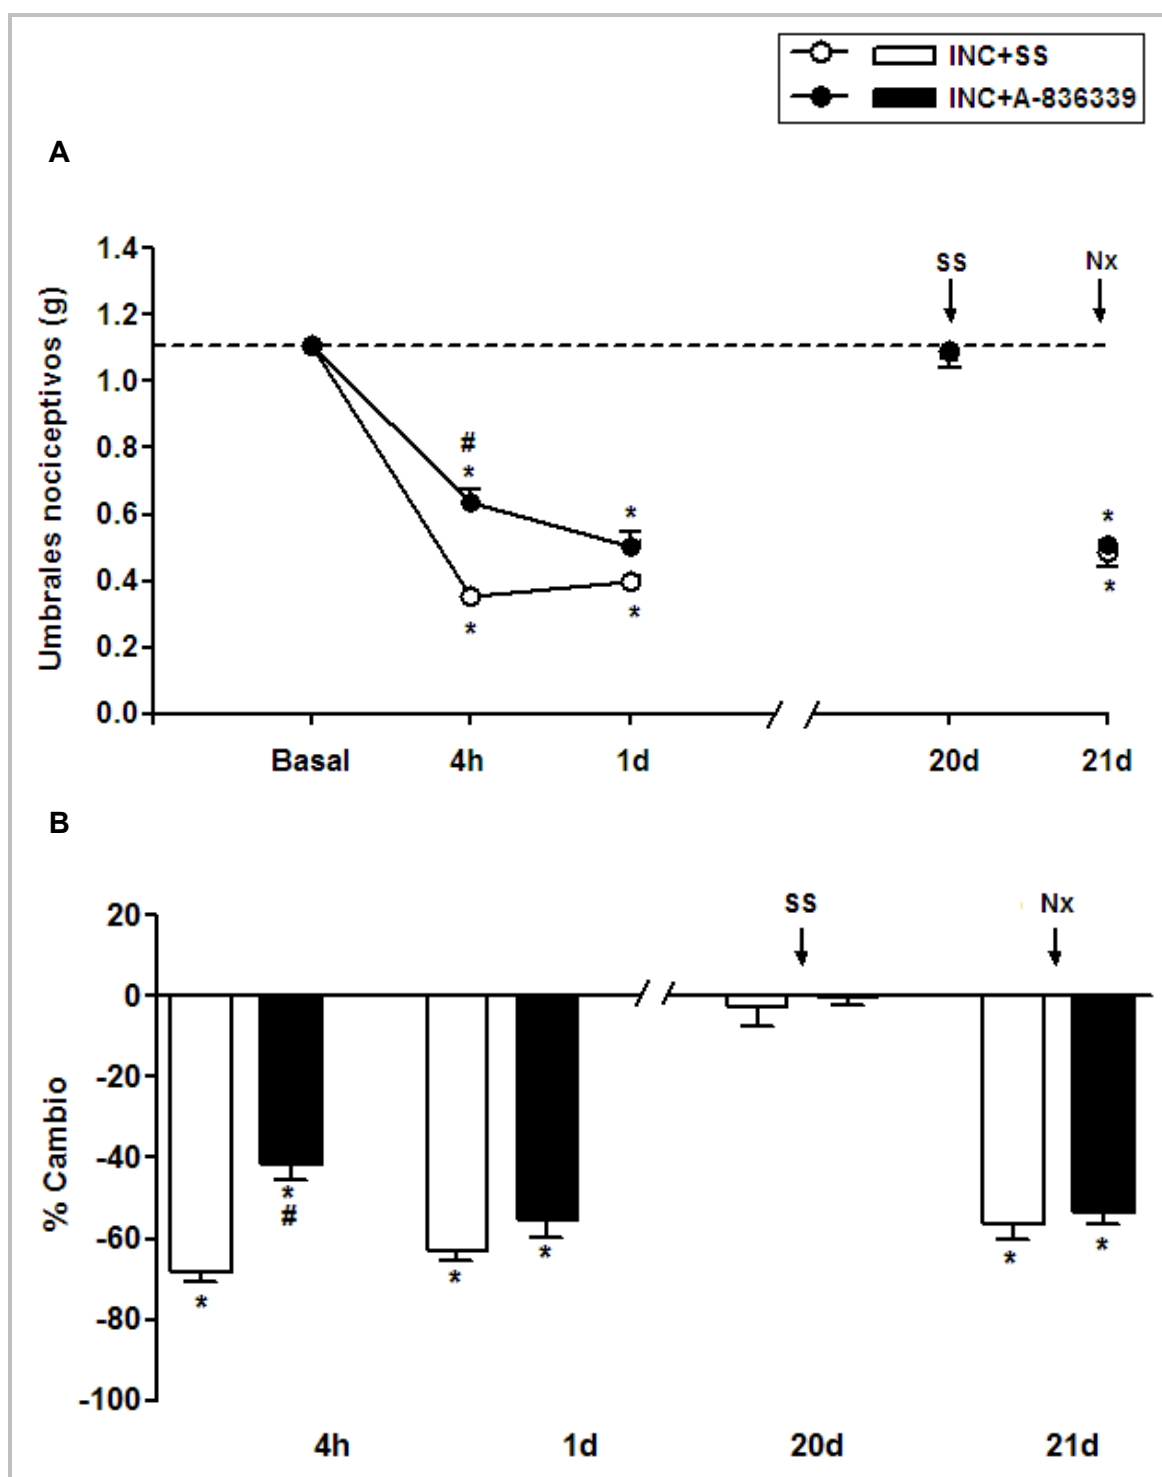 INC+SS
INC+A-836339
A
Umbrales nociceptivos (g)
1.4
1.2
1.0
0.8
0.6
0.4
0.2
0.0
SS
Nx
#
*
*
*
*
*
*
Basal 4h 1d 20d 21d
B
% Cambio
20
0
-20
-40
-60
-80
-100
SS
Nx
*
*
#
*
*
*
*
4h 1d 20d 21d